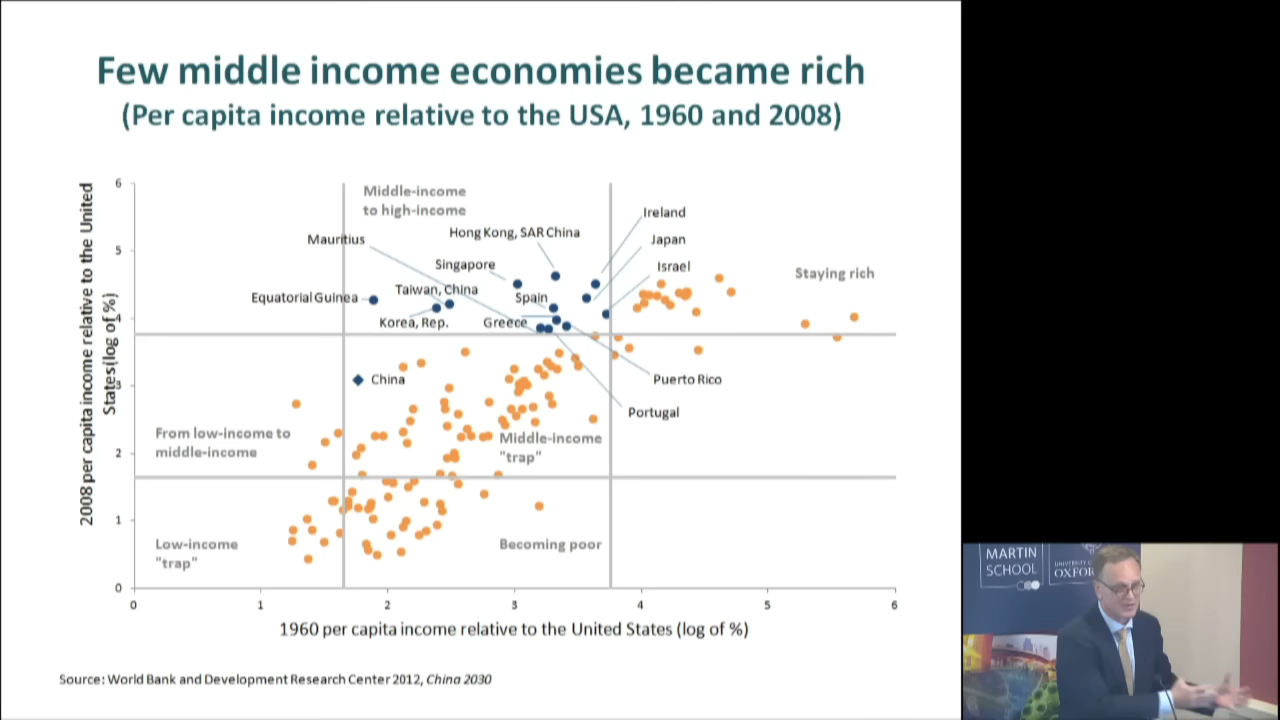 Few middle income economies became rich
(Per capita income relative to the USA, 1960 and 2008)
2008 per capita income relative to the United
States(log of %)
6
5
4
3
2
1
0
Middle-income
to high-income
Ireland
Hong Kong, SAR China
Mauritius
Japan
Singapore
Israel
Staying rich
Taiwan, China
Equatorial Guinea
Spain
Korea, Rep.
Greece
China
Puerto Rico
Portugal
From low-income to
middle-income
Middle-income
"trap"
Low-income
"trap"
Becoming poor
0
1
2
3
4
5
6
1960 per capita income relative to the United States (log of %)
Source: World Bank and Development Research Center 2012, China 2030
MARTIN
SCHOOL
UNIVERSITY
OXFO